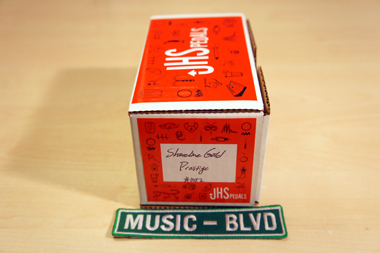 JHS PEDALS
Shoreline Gold
Prestige
JHS PEDALS
MUSIC – BLVD